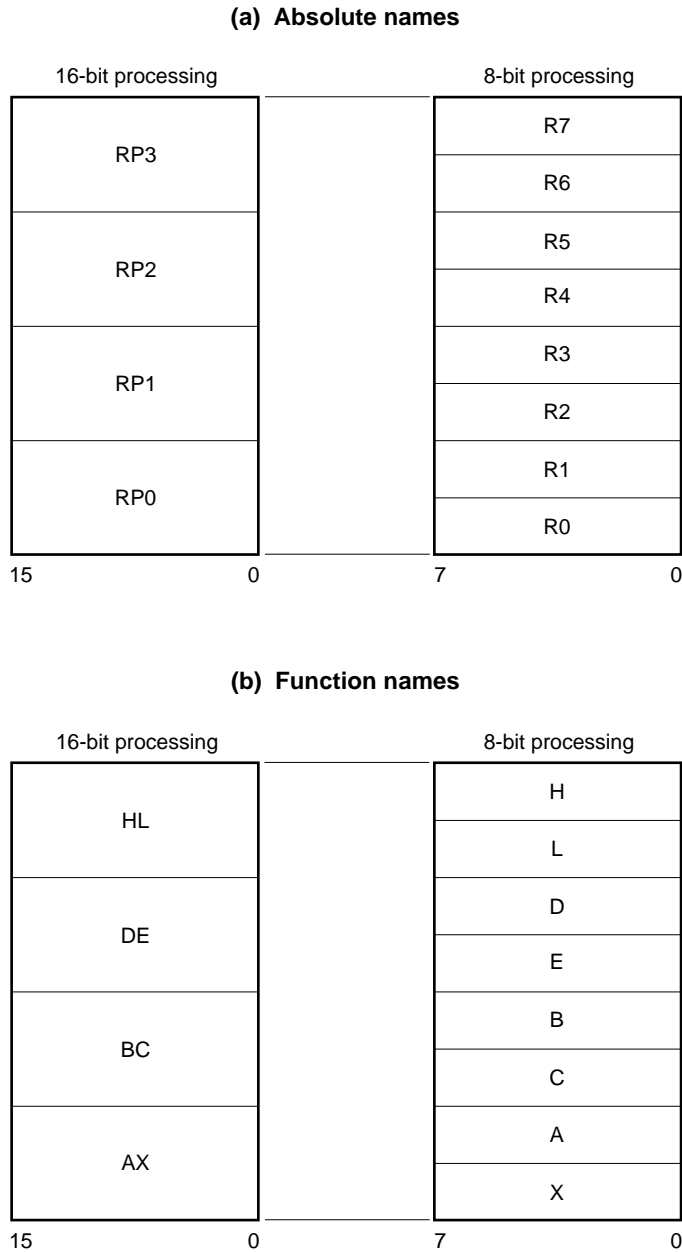 (a) Absolute names
16-bit processing 8-bit processing
RP3
RP2
RP1
RP0
R7
R6
R5
R4
R3
R2
R1
R0
15 0 7 0
(b) Function names
16-bit processing 8-bit processing
HL
DE
BC
AX
H
L
D
E
B
C
A
X
15 0 7 0